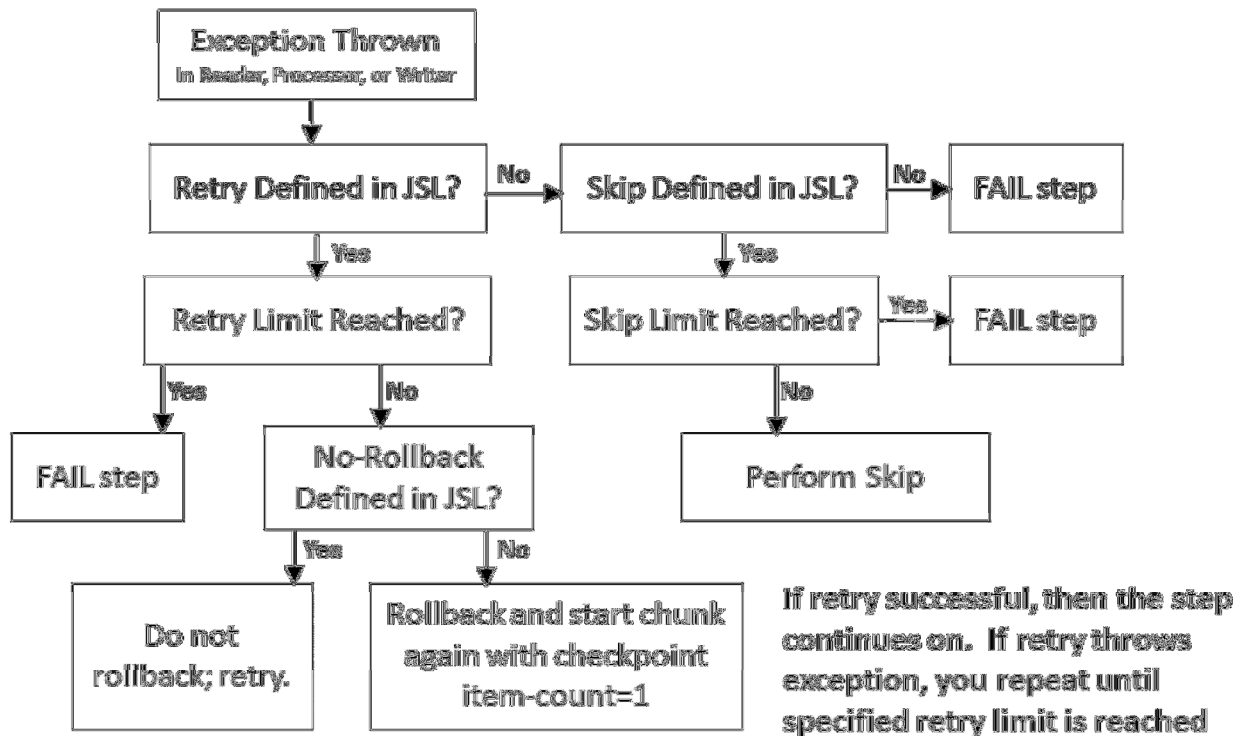 Exception Thrown
In Reader, Processor, or Writer
Retry Defined in JSL?
No
Skip Defined in JSL?
No
FAIL step
Yes
Yes
Retry Limit Reached?
Skip Limit Reached?
Yes
FAIL step
Yes
No
No
FAIL step
No-Rollback
Defined in JSL?
Perform Skip
Yes
No
Do not
rollback; retry.
Rollback and start chunk
again with checkpoint
item-count=1
If retry successful, then the step
continues on. If retry throws
exception, you repeat until
specified retry limit is reached